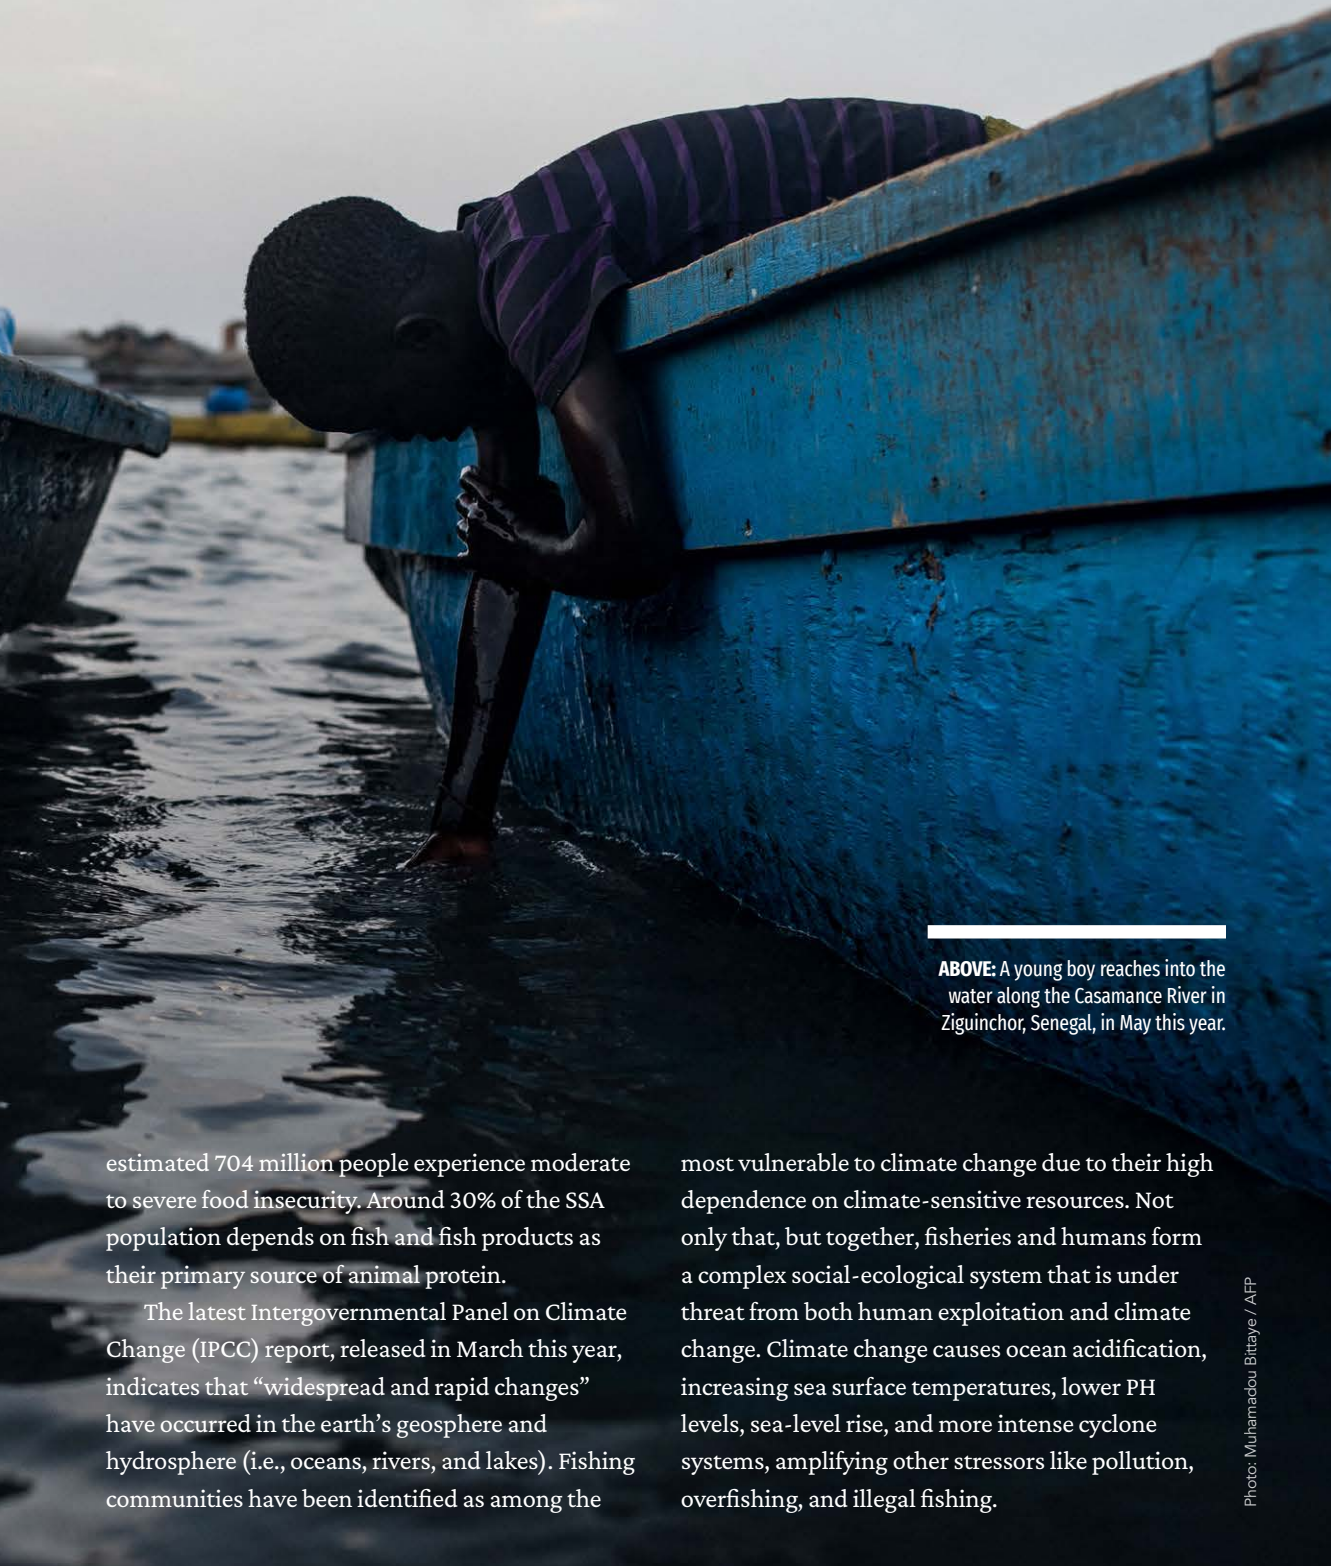 ABOVE: A young boy reaches into the
water along the Casamance River in
Ziguinchor, Senegal, in May this year.
estimated 704 million people experience moderate
to severe food insecurity. Around 30% of the SSA
population depends on fish and fish products as
their primary source of animal protein.
The latest Intergovernmental Panel on Climate
Change (IPCC) report, released in March this year,
indicates that “widespread and rapid changes”
have occurred in the earth’s geosphere and
hydrosphere (i.e., oceans, rivers, and lakes). Fishing
communities have been identified as among the
most vulnerable to climate change due to their high
dependence on climate-sensitive resources. Not
only that, but together, fisheries and humans form
a complex social-ecological system that is under
threat from both human exploitation and climate
change. Climate change causes ocean acidification,
increasing sea surface temperatures, lower PH
levels, sea-level rise, and more intense cyclone
systems, amplifying other stressors like pollution,
overfishing, and illegal fishing.
Photo: Muhamadou Bittaye / AFP